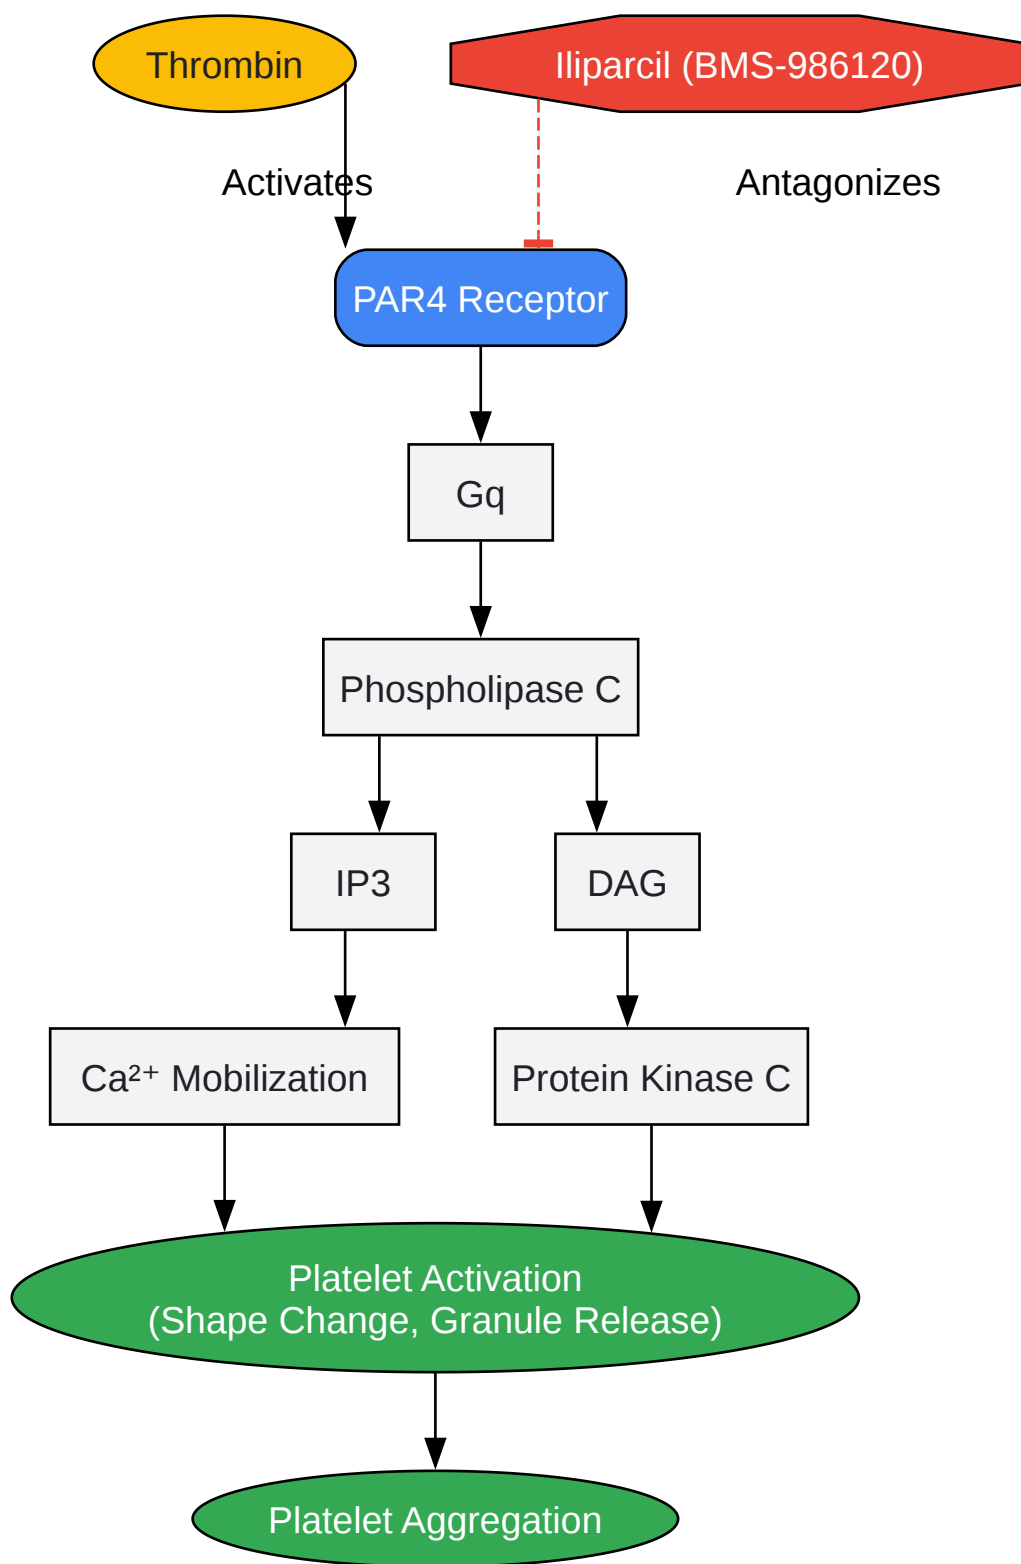 Thrombin
Iliparcil (BMS-986120)
Activates
Antagonizes
PAR4 Receptor
Gq
Phospholipase C
IP3
DAG
Ca²⁺ Mobilization
Protein Kinase C
Platelet Activation
(Shape Change, Granule Release)
Platelet Aggregation